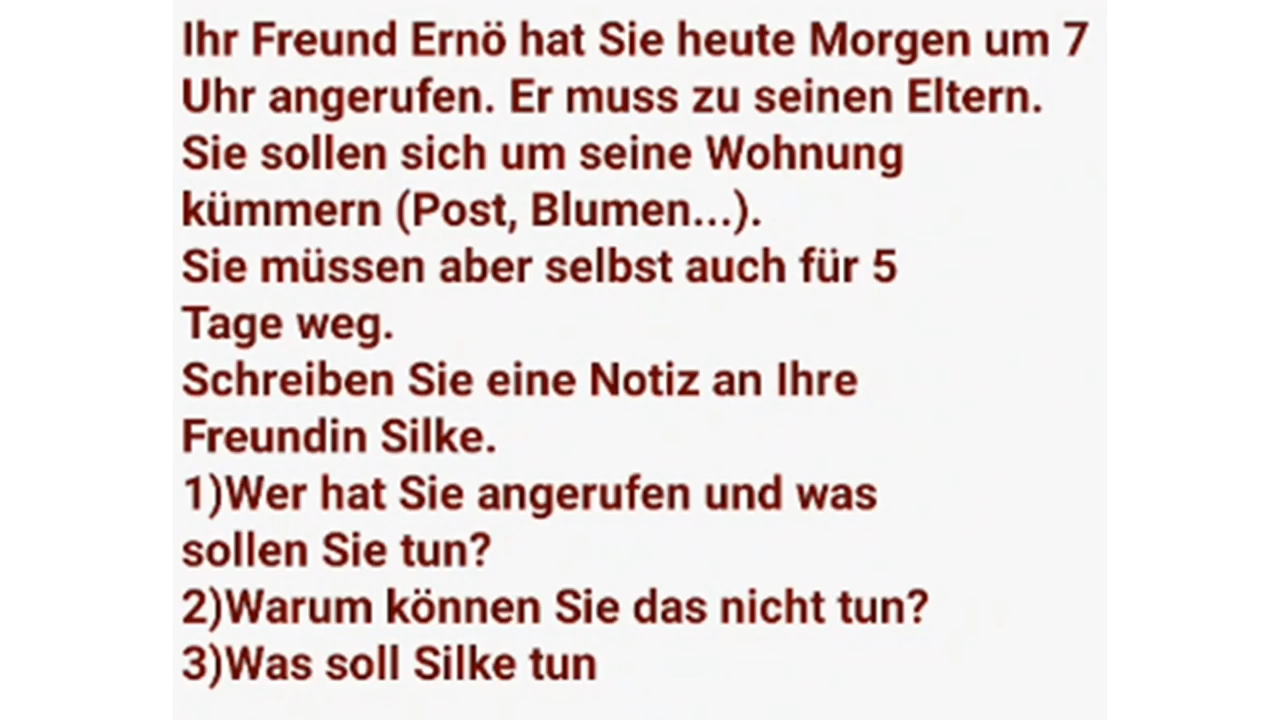 Ihr Freund Ernö hat Sie heute Morgen um 7
Uhr angerufen. Er muss zu seinen Eltern.
Sie sollen sich um seine Wohnung
kümmern (Post, Blumen...).
Sie müssen aber selbst auch für 5
Tage weg.
Schreiben Sie eine Notiz an Ihre
Freundin Silke.
1)Wer hat Sie angerufen und was
sollen Sie tun?
2)Warum können Sie das nicht tun?
3)Was soll Silke tun